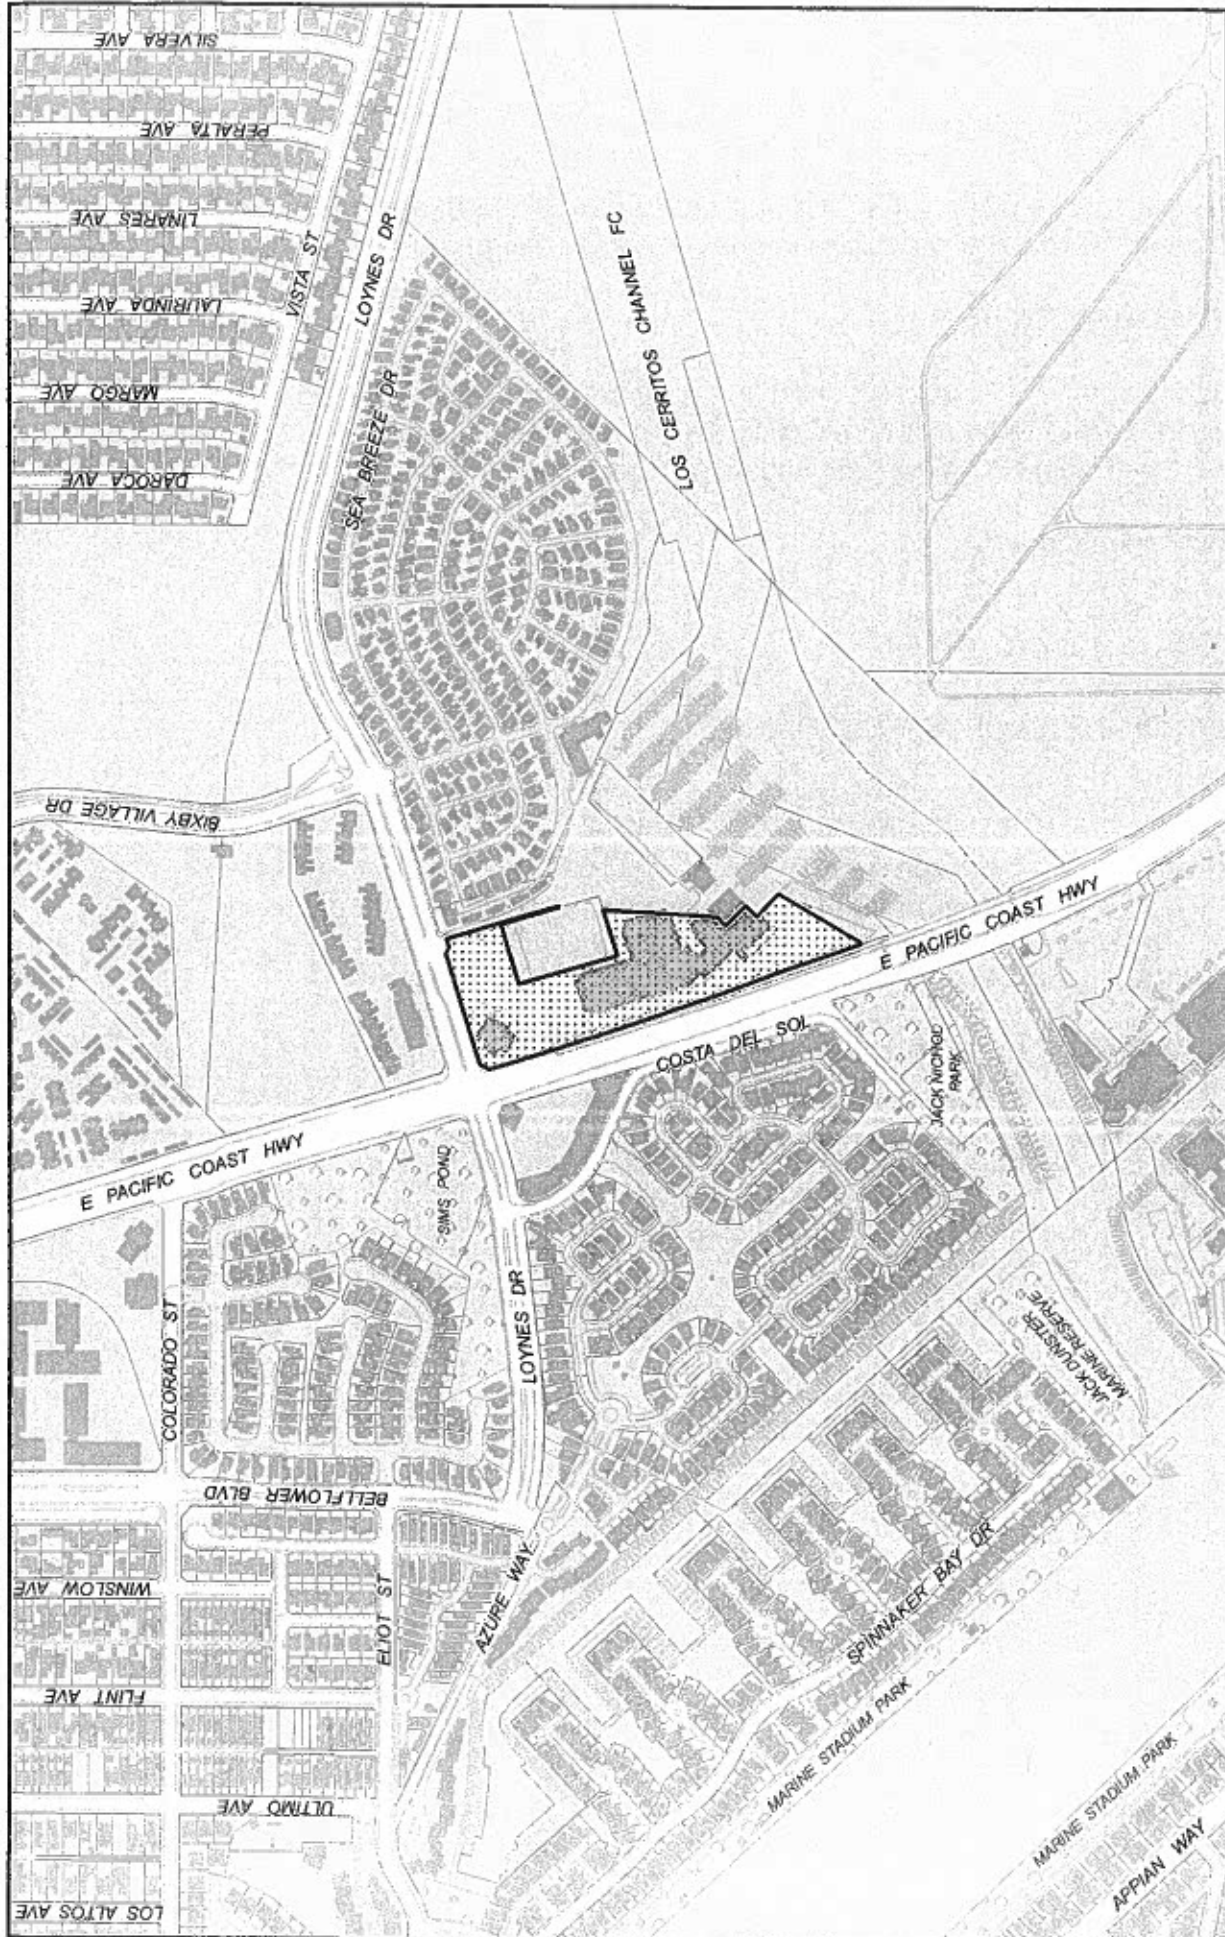 SILVERA AVE
PERALTA AVE
LINARES AVE
LAURINDA AVE
MARGO AVE
DAROCA AVE
VISTA ST
LOYNES DR
SEA BREEZE DR
LOS CERRITOS CHANNEL FC
BIXBY VILLAGE DR
E PACIFIC COAST HWY
COSTA DEL SOL
JACK NICHOL
PARK
E PACIFIC COAST HWY
SIMS POND
LOYNES DR
COLORADO ST
BELLFLOWER BLVD
JACK DUNSTER
MARINE RESERVE
WINSLOW AVE
ELIOT ST
AZURE WAY
SPINNAKER BAY DR
FLINT AVE
MARINE STADIUM PARK
ULTIMO AVE
MARINE STADIUM PARK
APPIAN WAY
LOS ALTOS AVE